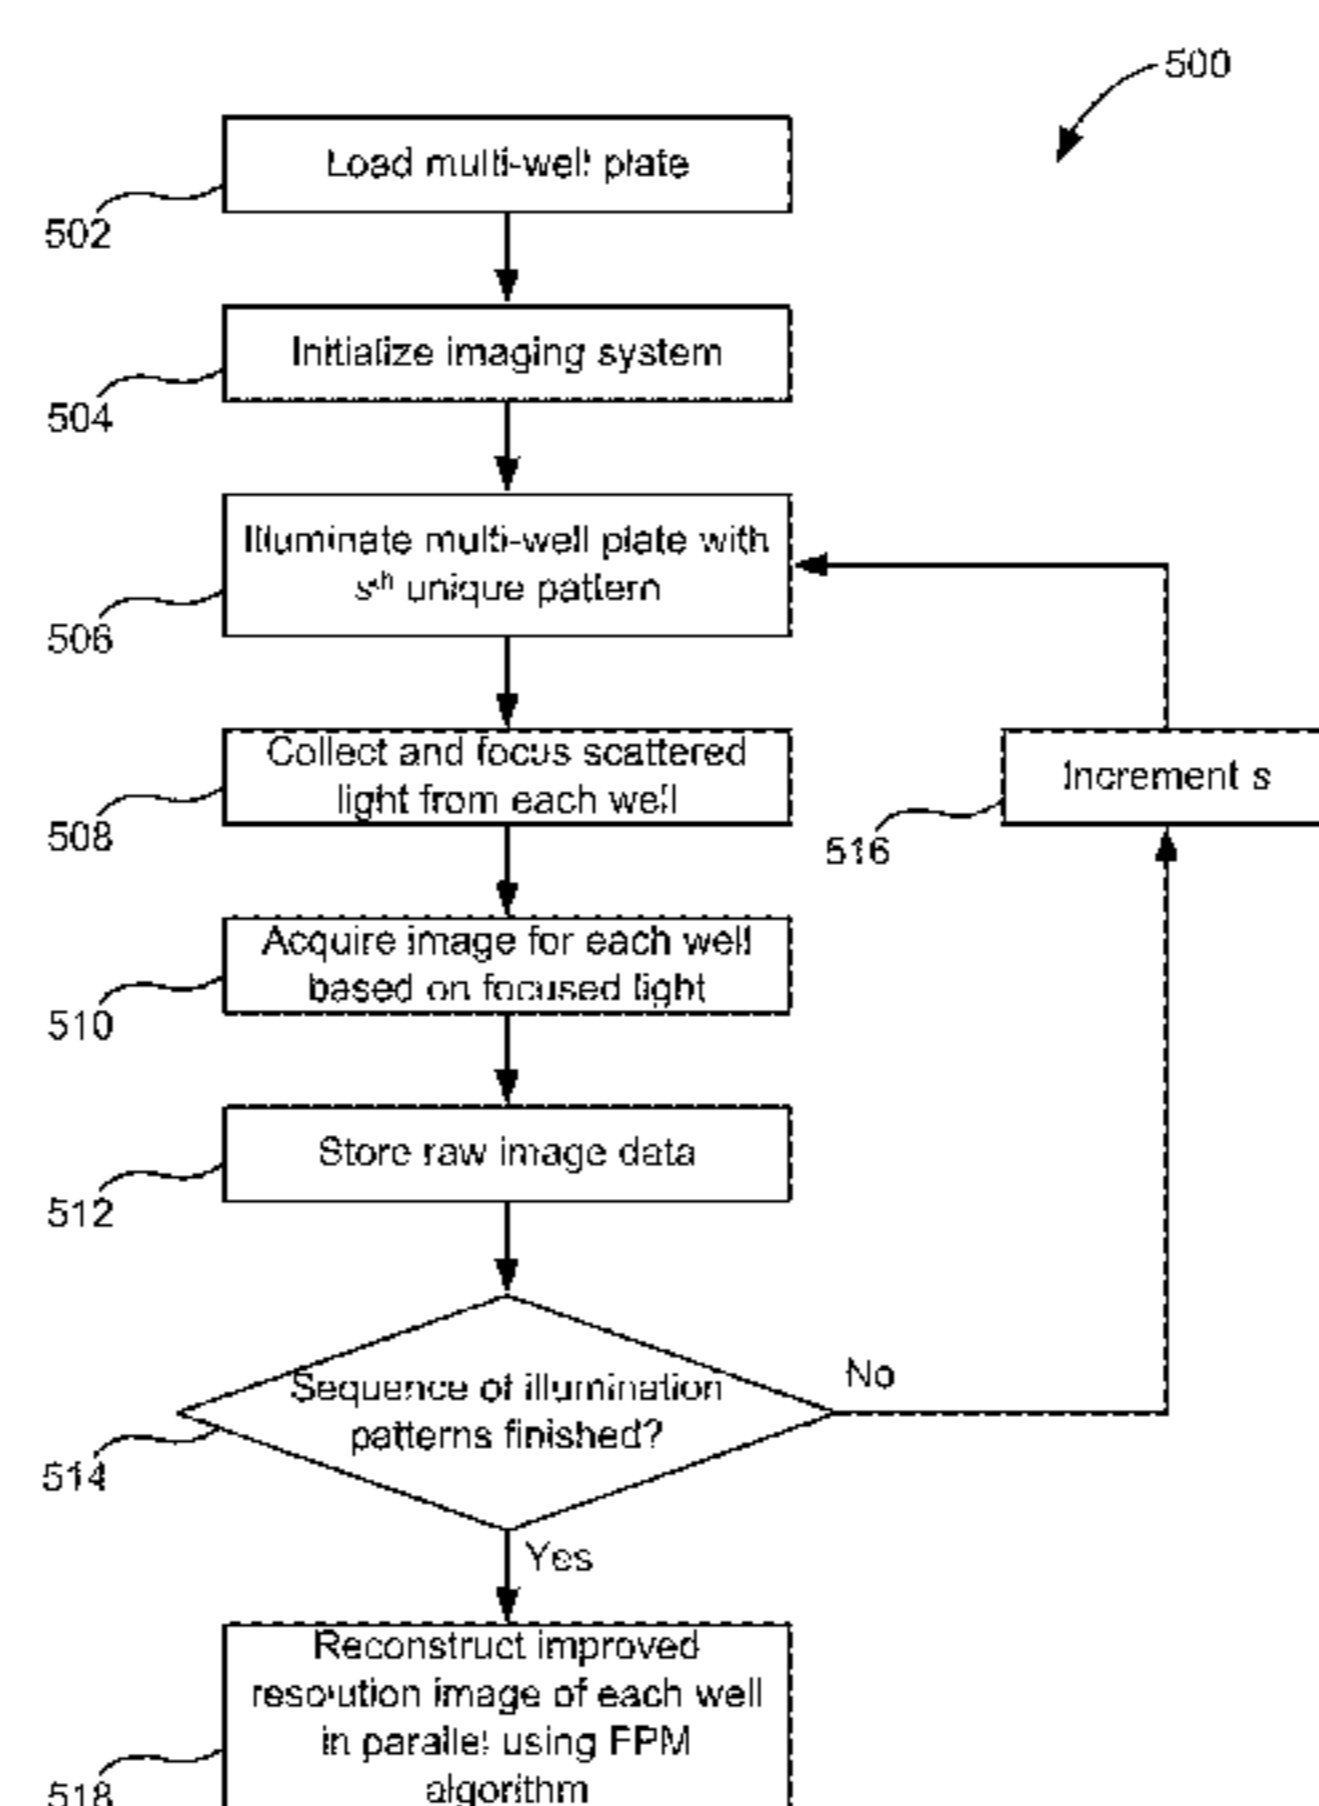 500
Load multi-well plate
502
Initialize imaging system
504
Illuminate multi-well plate with
sth unique pattern
506
Collect and focus scattered
light from each well
508
Increment s
516
Acquire image for each well
based on focused light
510
Store raw image data
512
Sequence of illumination
patterns finished?
514
No
Yes
Reconstruct improved
resolution image of each well
in parallel using FPM
algorithm
518